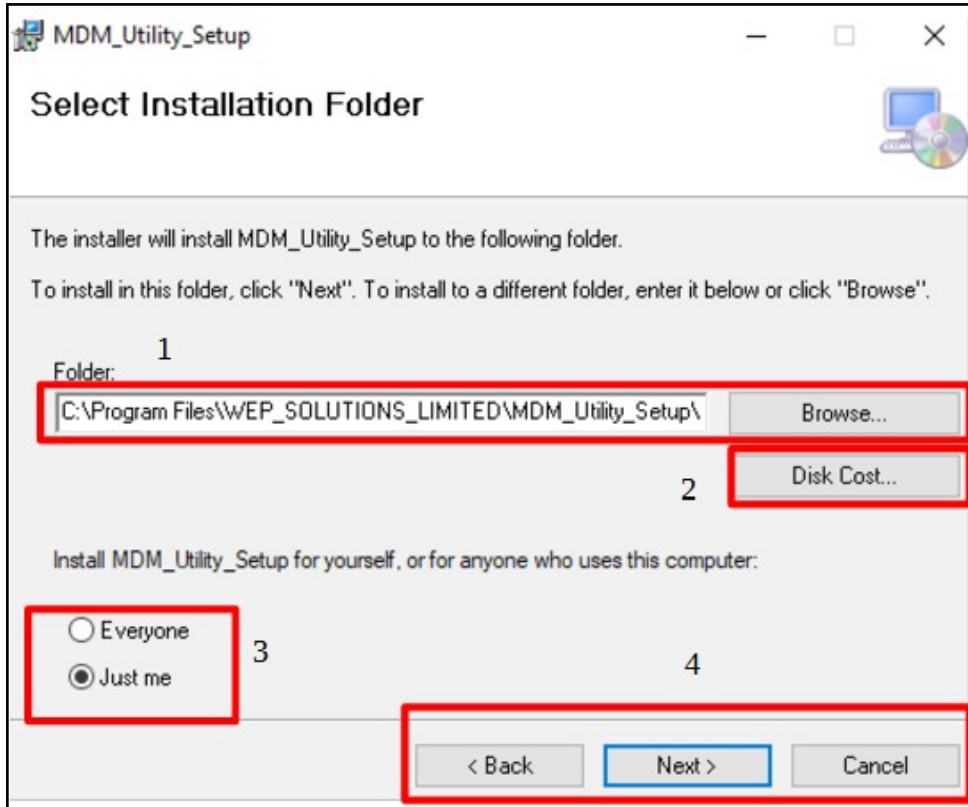 MDM_Utility_Setup
Select Installation Folder
The installer will install MDM_Utility_Setup to the following folder.
To install in this folder, click "Next". To install to a different folder, enter it below or click "Browse".
1
Folder:
C:\Program Files\WEP_SOLUTIONS_LIMITED\MDM_Utility_Setup\ Browse...
2 Disk Cost...
Install MDM_Utility_Setup for yourself, or for anyone who uses this computer:
Everyone
3
Just me
4
< Back Next > Cancel